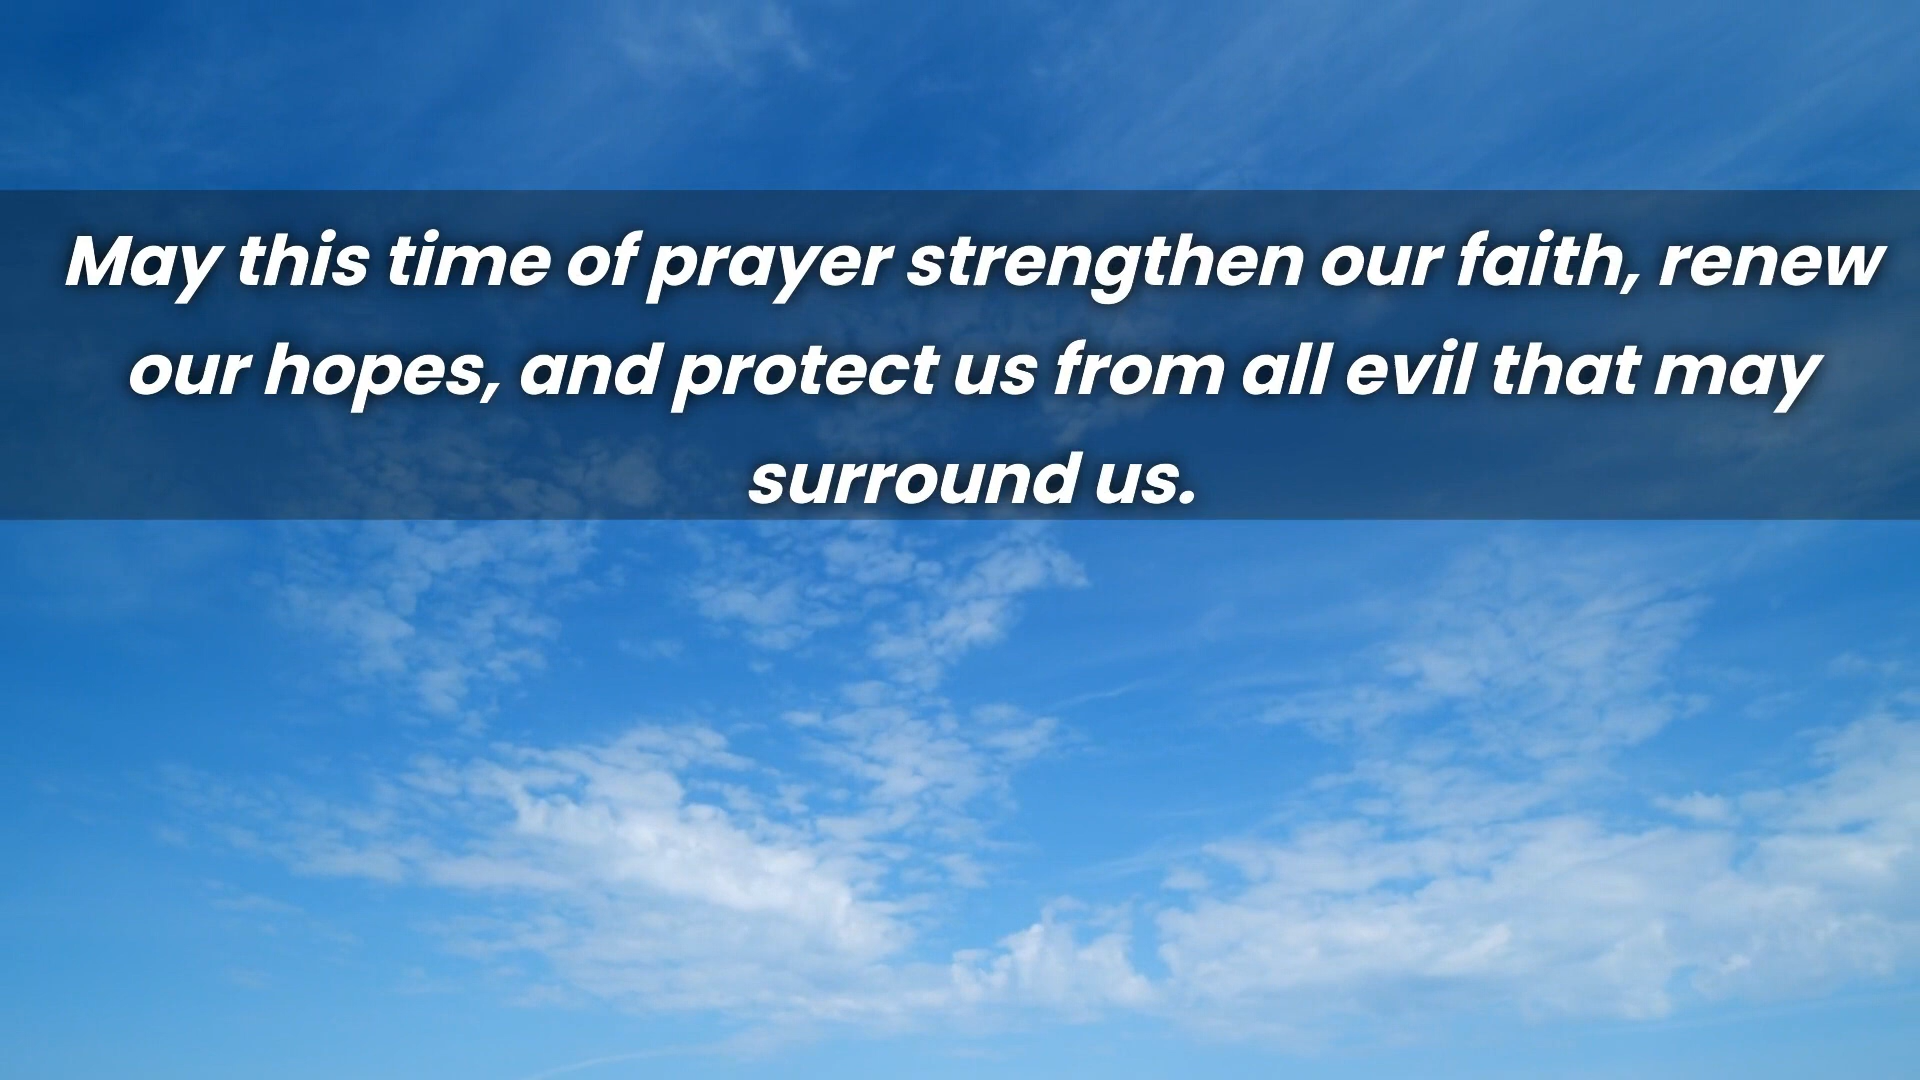 May this time of prayer strengthen our faith, renew
our hopes, and protect us from all evil that may
surround us.